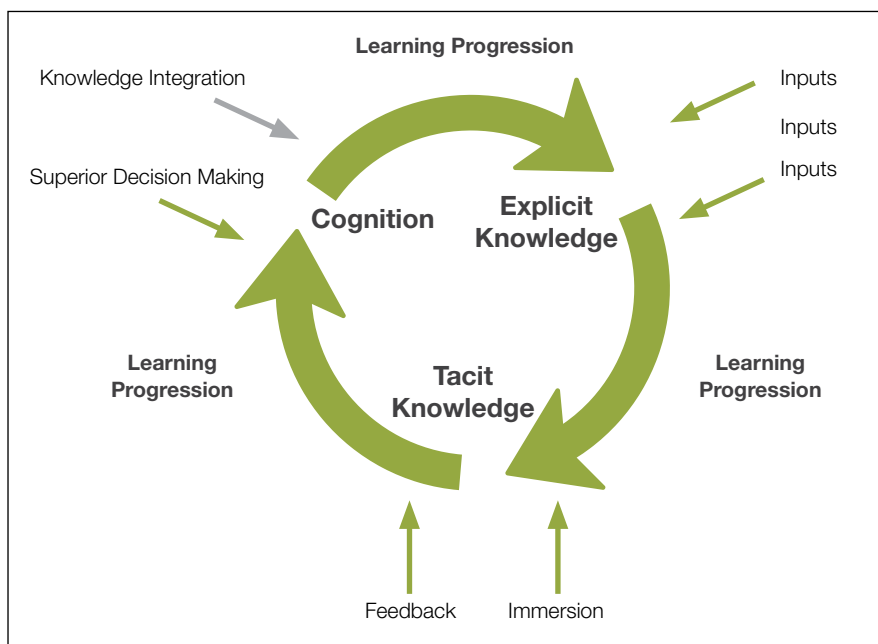 Learning Progression
Knowledge Integration
Inputs
Inputs
Superior Decision Making
Inputs
Cognition
Explicit
Knowledge
Learning
Progression
Tacit
Knowledge
Learning
Progression
Feedback
Immersion